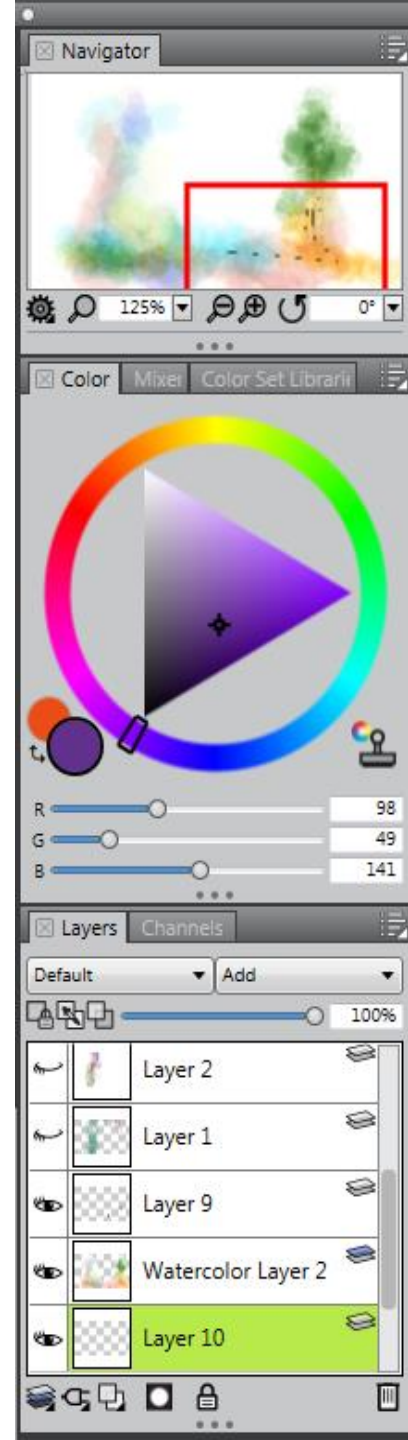 Navigator
125% 0°
Color Mixer Color Set Librarie
R 98
G 49
B 141
Layers Channels
Default Add
100%
Layer 2
Layer 1
Layer 9
Watercolor Layer 2
Layer 10